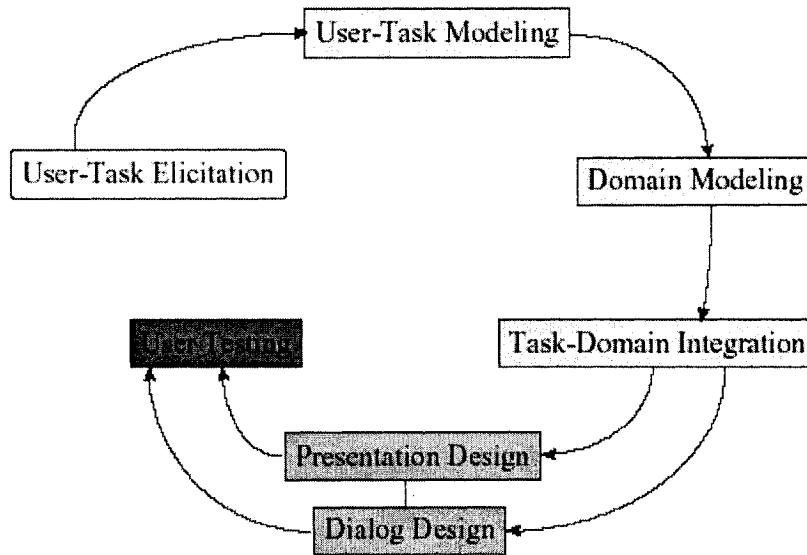 User-Task Modeling
User-Task Elicitation
Domain Modeling
User Testing
Task-Domain Integration
Presentation Design
Dialog Design